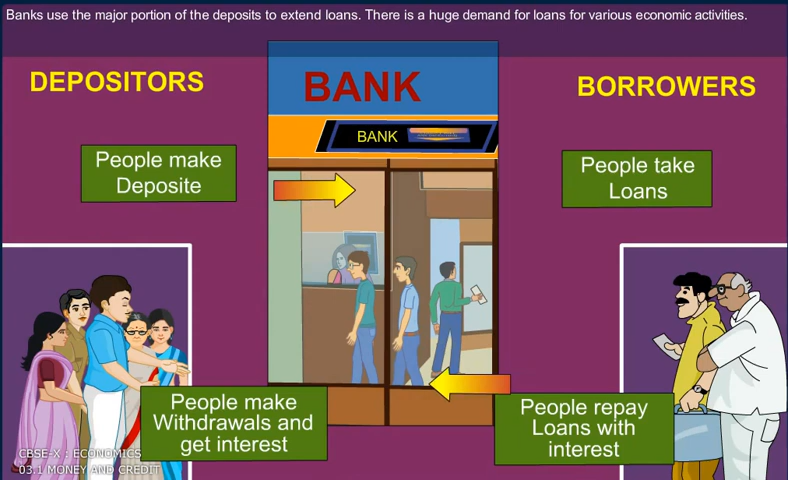 Banks use the major portion of the deposits to extend loans. There is a huge demand for loans for various economic activities.
DEPOSITORS
BANK
BORROWERS
BANK
People make
Deposite
People take
Loans
People make
Withdrawals and
get interest
People repay
Loans with
interest
CBSE-X : ECONOMICS
03.1 MONEY AND CREDIT